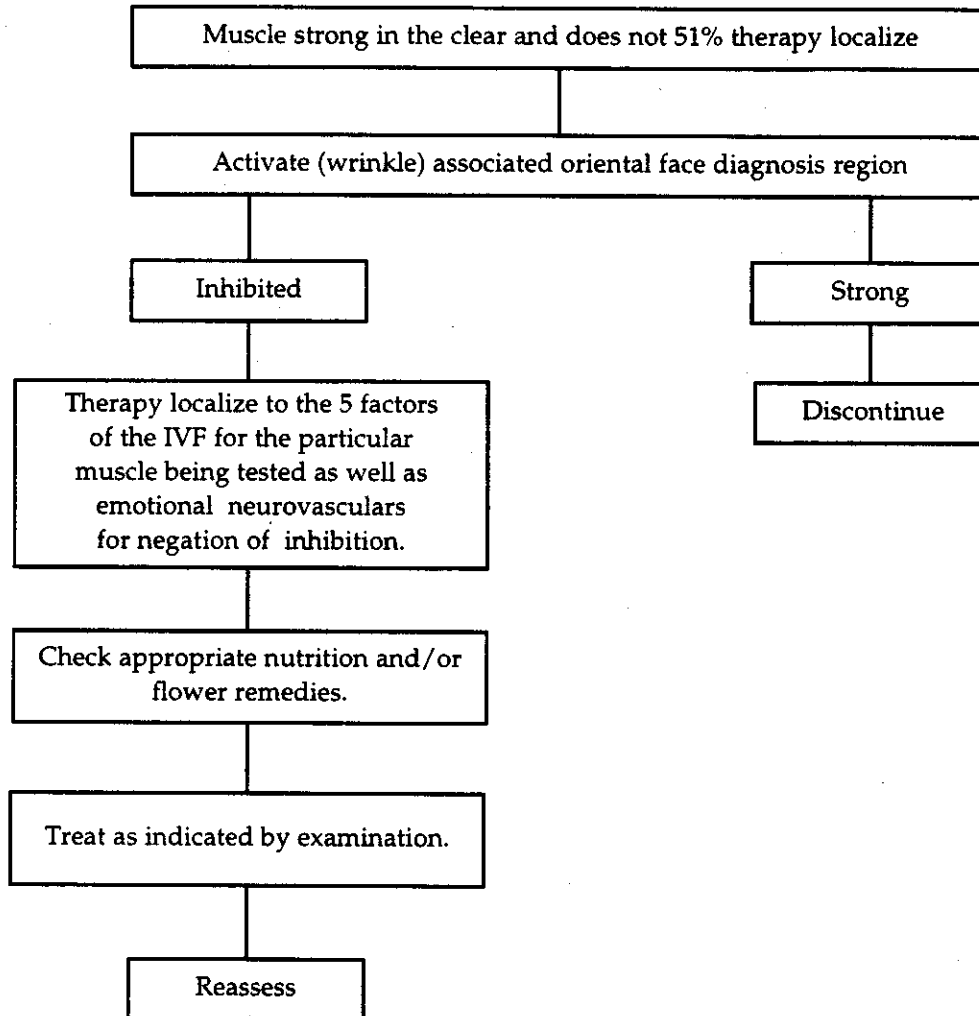 Muscle strong in the clear and does not 51% therapy localize
Activate (wrinkle) associated oriental face diagnosis region
Inhibited
Strong
Therapy localize to the 5 factors
of the IVF for the particular
muscle being tested as well as
emotional neurovasculars
for negation of inhibition.
Discontinue
Check appropriate nutrition and/or
flower remedies.
Treat as indicated by examination.
Reassess